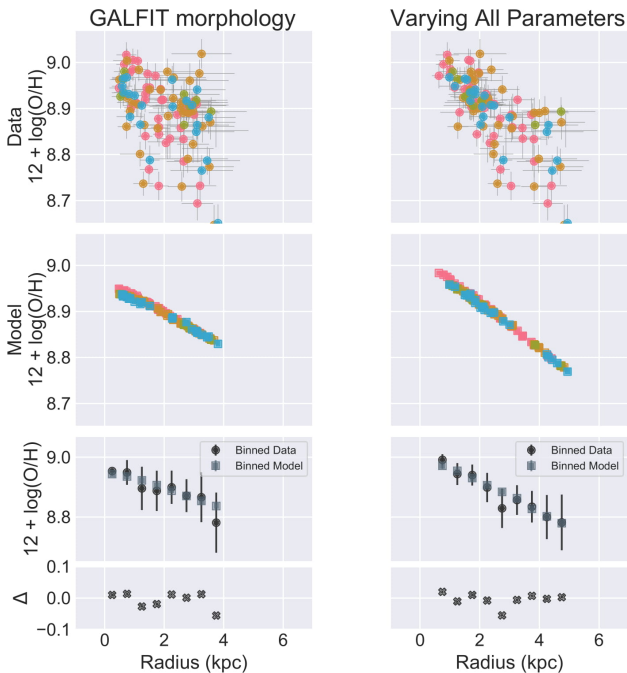 GALFIT morphology
Varying All Parameters
Data
12 + log(O/H)
9.0
8.9
8.8
8.7
Model
12 + log(O/H)
9.0
8.9
8.8
8.7
12 + log(O/H)
9.0
8.8
Binned Data
Binned Model
Binned Data
Binned Model
Δ
0.1
0.0
−0.1
0 2 4 6
0 2 4 6
Radius (kpc)
Radius (kpc)